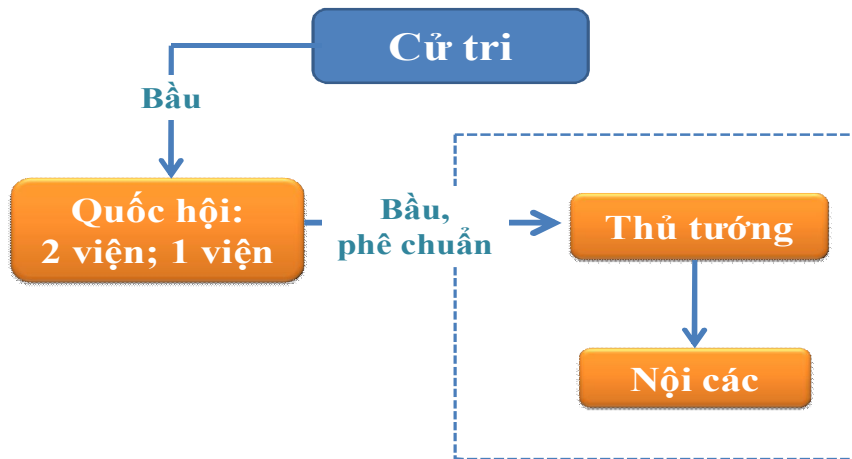 Cử tri
Bầu
Quốc hội:
2 viện; 1 viện
Bầu,
phê chuẩn
Thủ tướng
Nội các